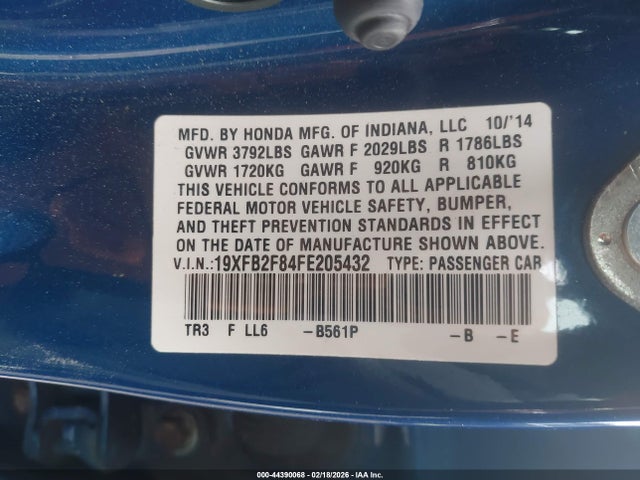 MFD. BY HONDA MFG. OF INDIANA, LLC 10/'14
GVWR 3792LBS GAWR F 2029LBS R 1786LBS
GVWR 1720KG GAWR F 920KG R 810KG
THIS VEHICLE CONFORMS TO ALL APPLICABLE
FEDERAL MOTOR VEHICLE SAFETY, BUMPER,
AND THEFT PREVENTION STANDARDS IN EFFECT
ON THE DATE OF MANUFACTURE SHOWN ABOVE.
V.I.N.:19XFB2F84FE205432 TYPE: PASSENGER CAR
TR3 F LL6 -B561P -B -E
000-44390068 - 02/18/2026 - IAA Inc.